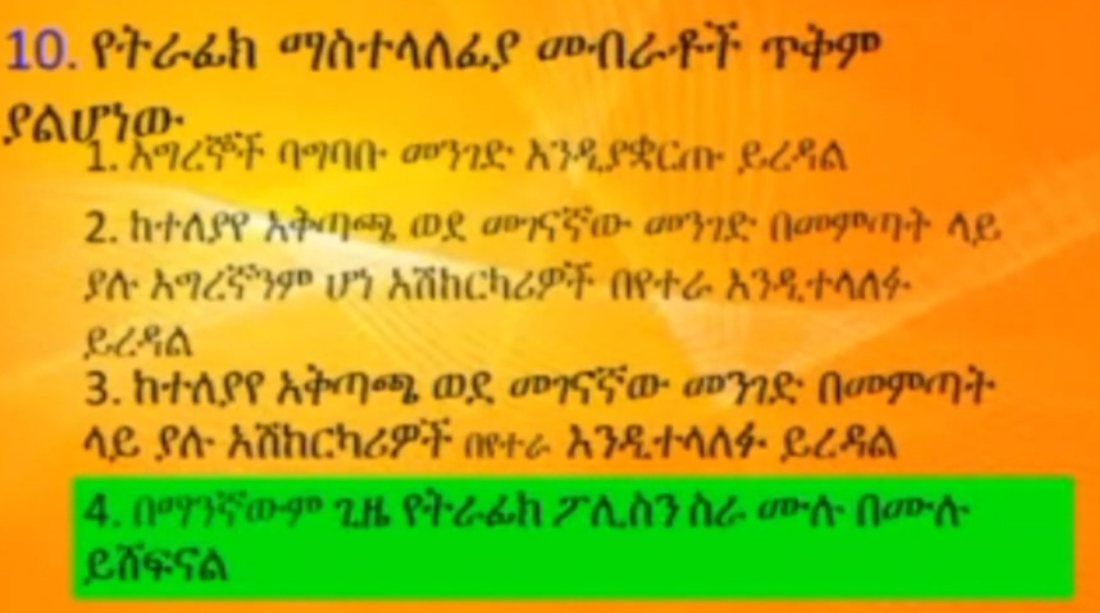 10. የትራፊክ ማስተላለፊያ መብራቶች ጥቅም
ያልሆነው
1. እግረኞች ባግባቡ መንገድ እንዲያቋርጡ ይረዳል
2. ከተለያየ አቅጣጫ ወደ መገናኛው መንገድ በመምጣት ላይ
ያሉ እግረኛንም ሆነ አሽከርካሪዎች በየተራ እንዲተላለፉ
ይረዳል
3. ከተለያየ አቅጣጫ ወደ መገናኛው መንገድ በመምጣት
ላይ ያሉ አሽከርካሪዎች በየተራ እንዲተላለፉ ይረዳል
4. በማንኛውም ጊዜ የትራፊክ ፖሊስን ስራ ሙሉ በሙሉ
ይሸፍናል